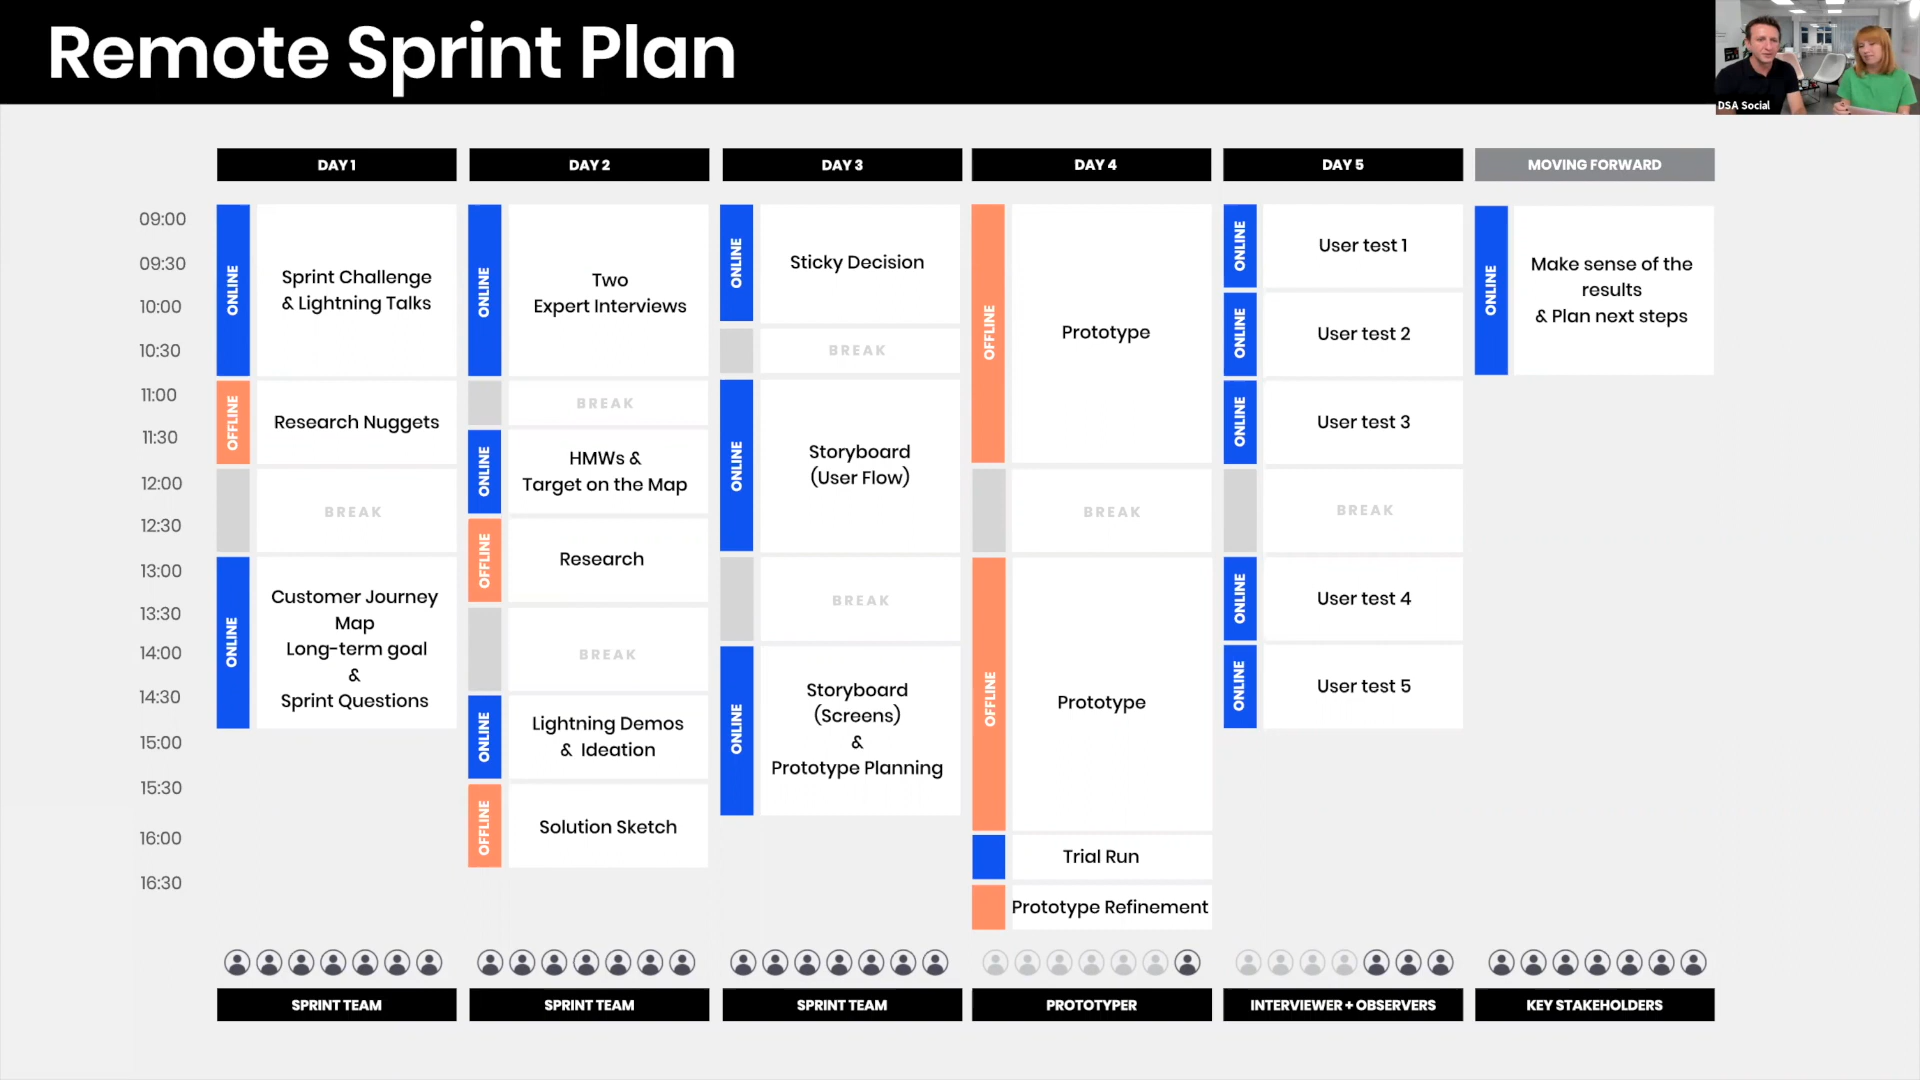 Remote Sprint Plan
DSA Social
DAY 1
DAY 2
DAY 3
DAY 4
DAY 5
MOVING FORWARD
09:00
09:30
10:00
10:30
11:00
11:30
12:00
12:30
13:00
13:30
14:00
14:30
15:00
15:30
16:00
16:30
ONLINE
Sprint Challenge
& Lightning Talks
OFFLINE
Research Nuggets
BREAK
ONLINE
Customer Journey
Map
Long-term goal
&
Sprint Questions
ONLINE
Two
Expert Interviews
BREAK
ONLINE
HMWs &
Target on the Map
OFFLINE
Research
BREAK
ONLINE
Lightning Demos
& Ideation
OFFLINE
Solution Sketch
ONLINE
Sticky Decision
BREAK
ONLINE
Storyboard
(User Flow)
BREAK
ONLINE
Storyboard
(Screens)
&
Prototype Planning
OFFLINE
Prototype
BREAK
OFFLINE
Prototype
Trial Run
Prototype Refinement
ONLINE
User test 1
ONLINE
User test 2
ONLINE
User test 3
BREAK
ONLINE
User test 4
ONLINE
User test 5
ONLINE
Make sense of the
results
& Plan next steps
SPRINT TEAM
SPRINT TEAM
SPRINT TEAM
PROTOTYPER
INTERVIEWER + OBSERVERS
KEY STAKEHOLDERS